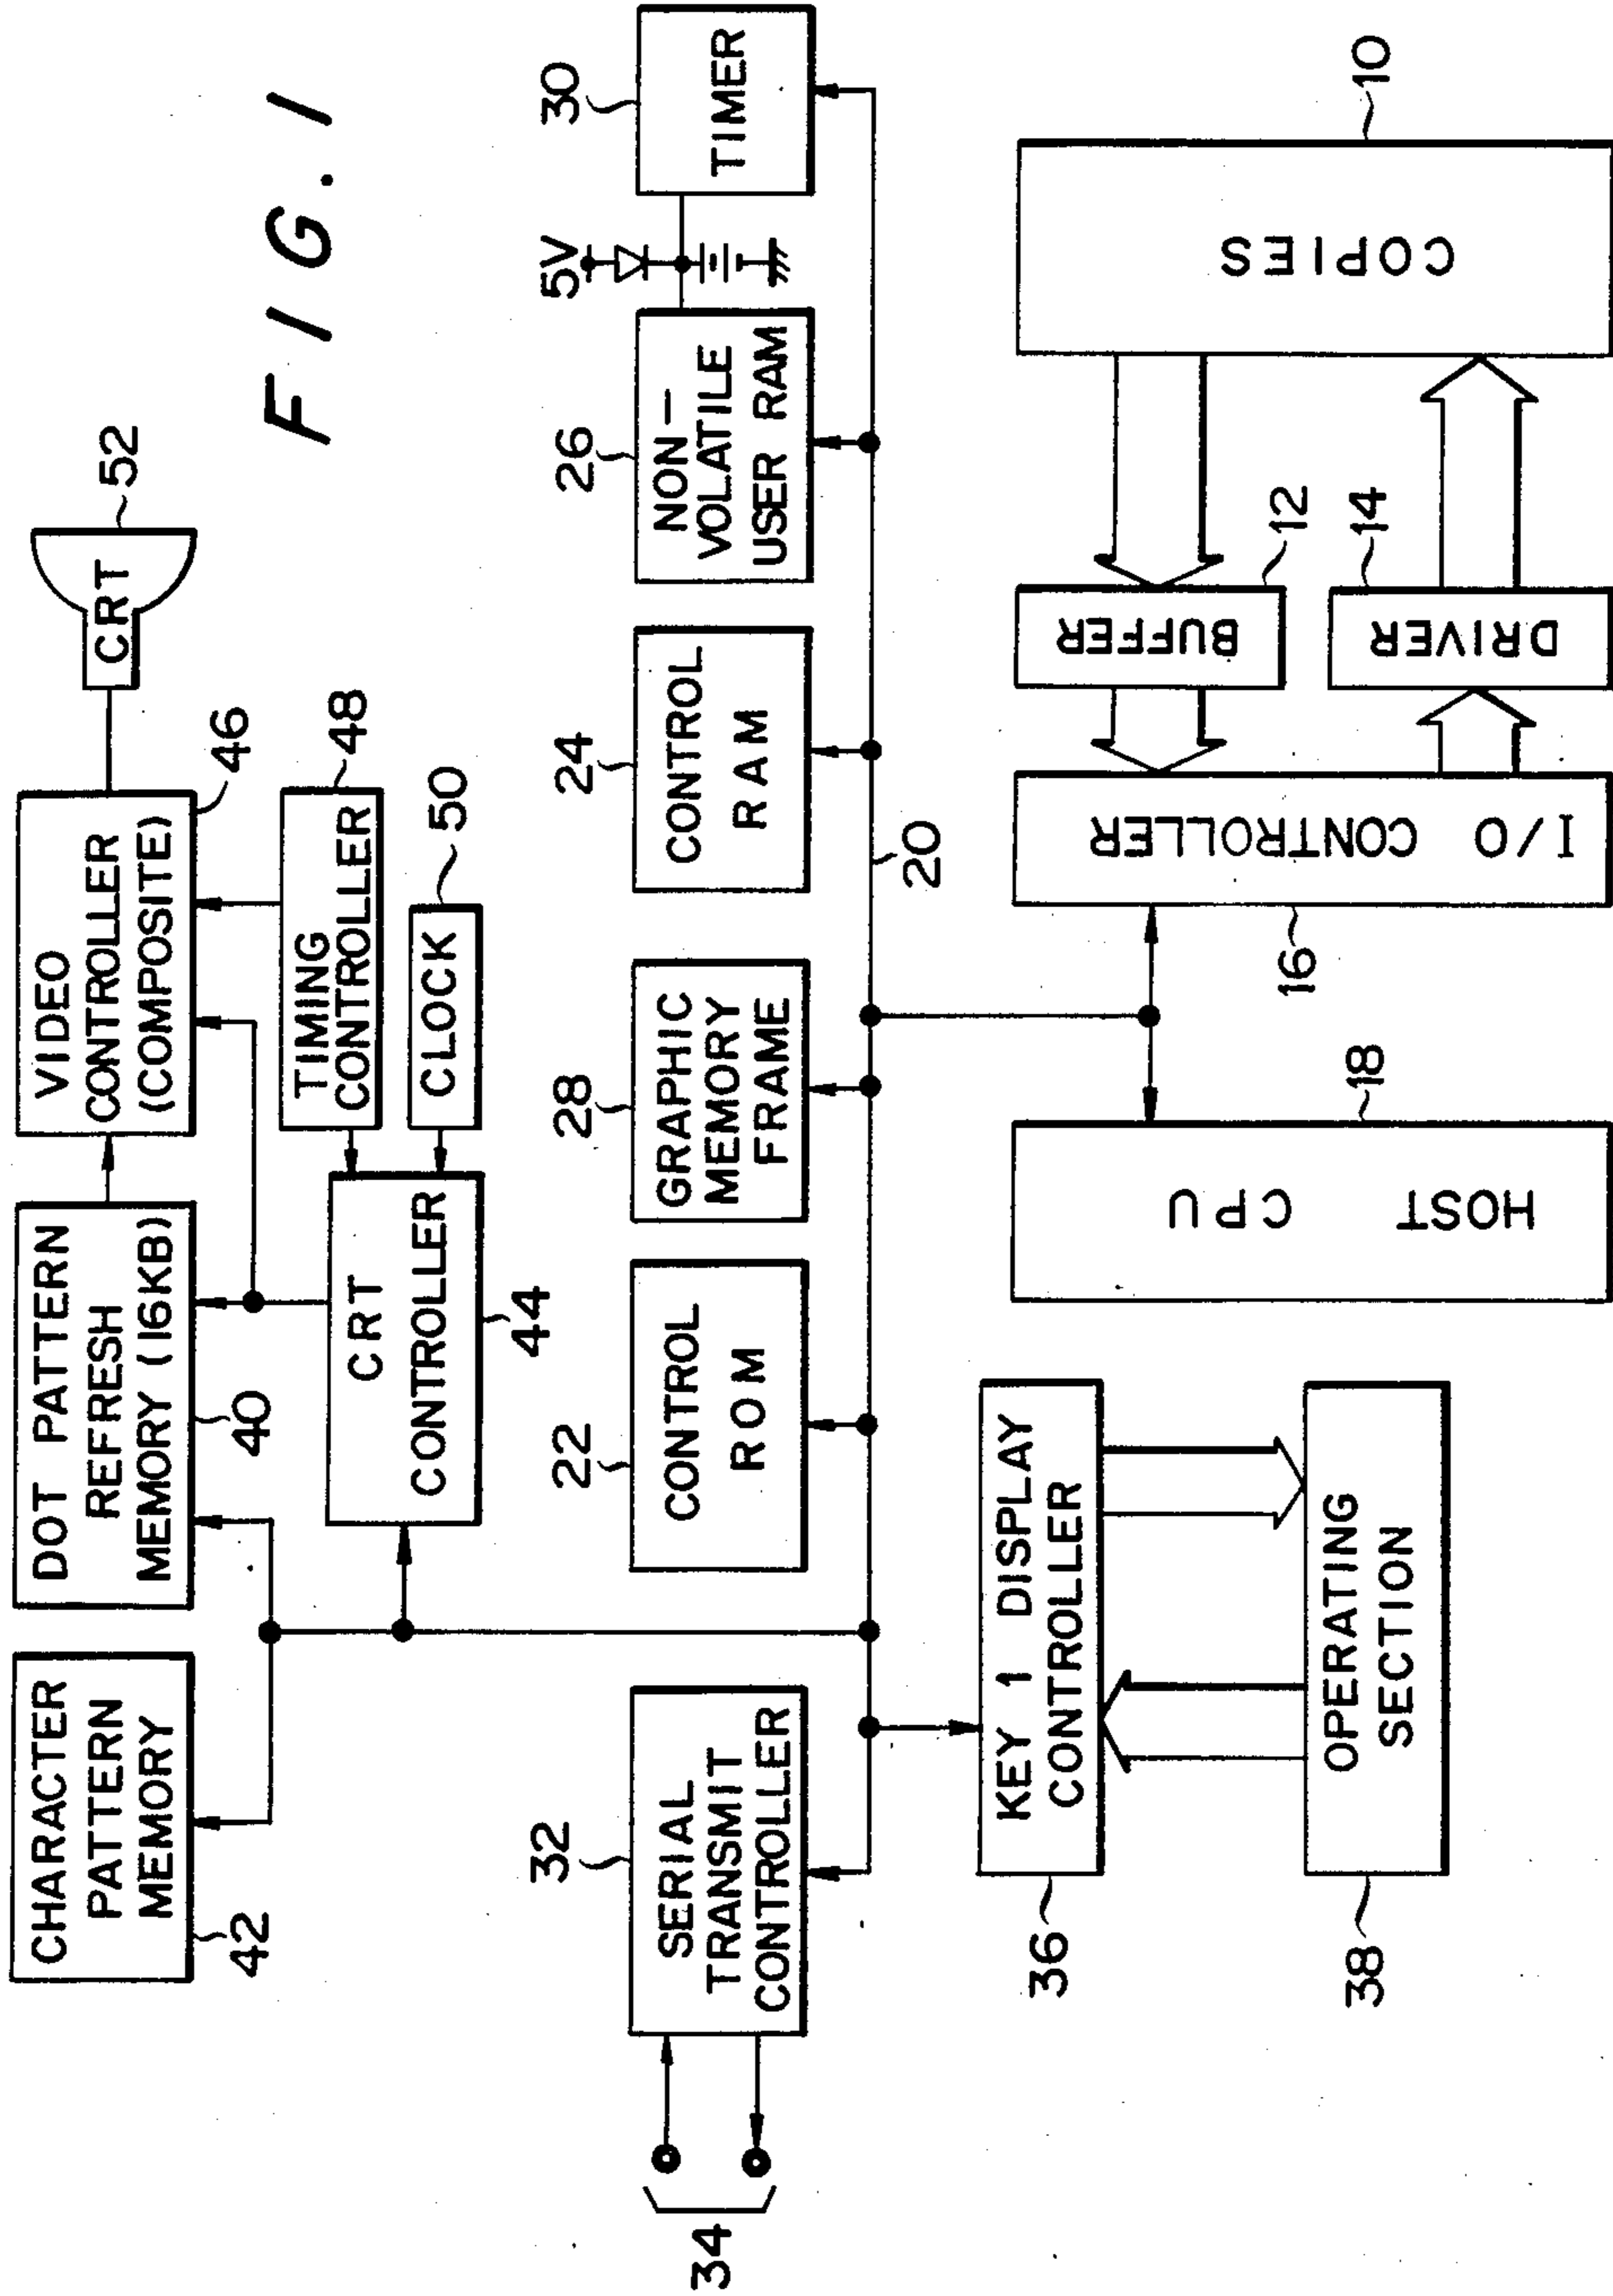 FIG. 1
CHARACTER
PATTERN
MEMORY
42
DOT PATTERN
REFRESH
MEMORY (16KB)
40
VIDEO
CONTROLLER
(COMPOSITE)
46
CRT
52
CRT
CONTROLLER
44
TIMING
CONTROLLER
48
CLOCK
50
34
SERIAL
TRANSMIT
CONTROLLER
32
CONTROL
ROM
22
GRAPHIC
MEMORY
FRAME
28
CONTROL
RAM
24
NON-
VOLATILE
USER RAM
26
5V
TIMER
30
20
KEY 1 DISPLAY
CONTROLLER
36
OPERATING
SECTION
38
HOST CPU
18
I/O CONTROLLER
16
BUFFER
12
DRIVER
14
COPIES
10